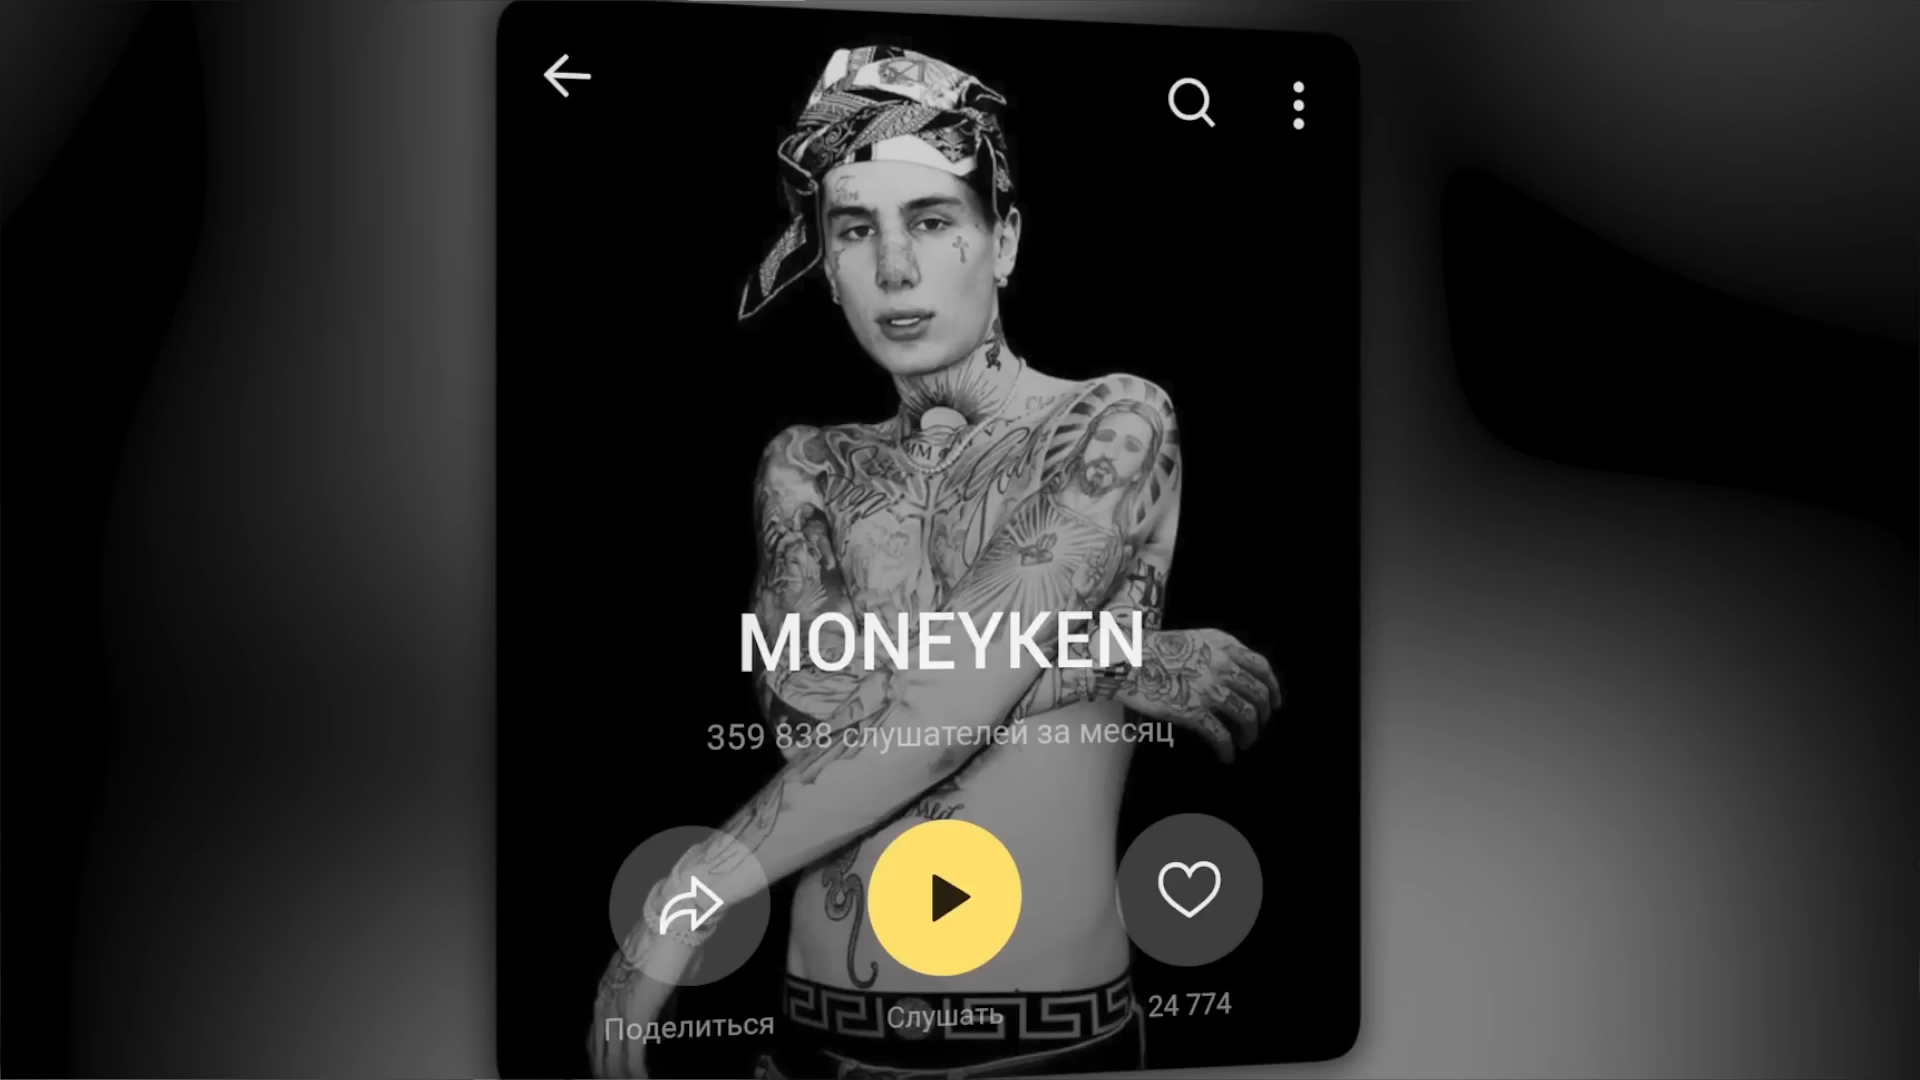 MONEYKEN
359 838 слушателей за месяц
Поделиться
Слушать
24 774